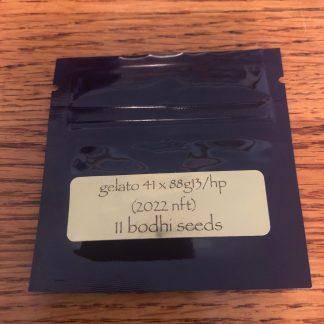 gelato 41 x 88g13/hp
(2022 nft)
11 bodhi seeds